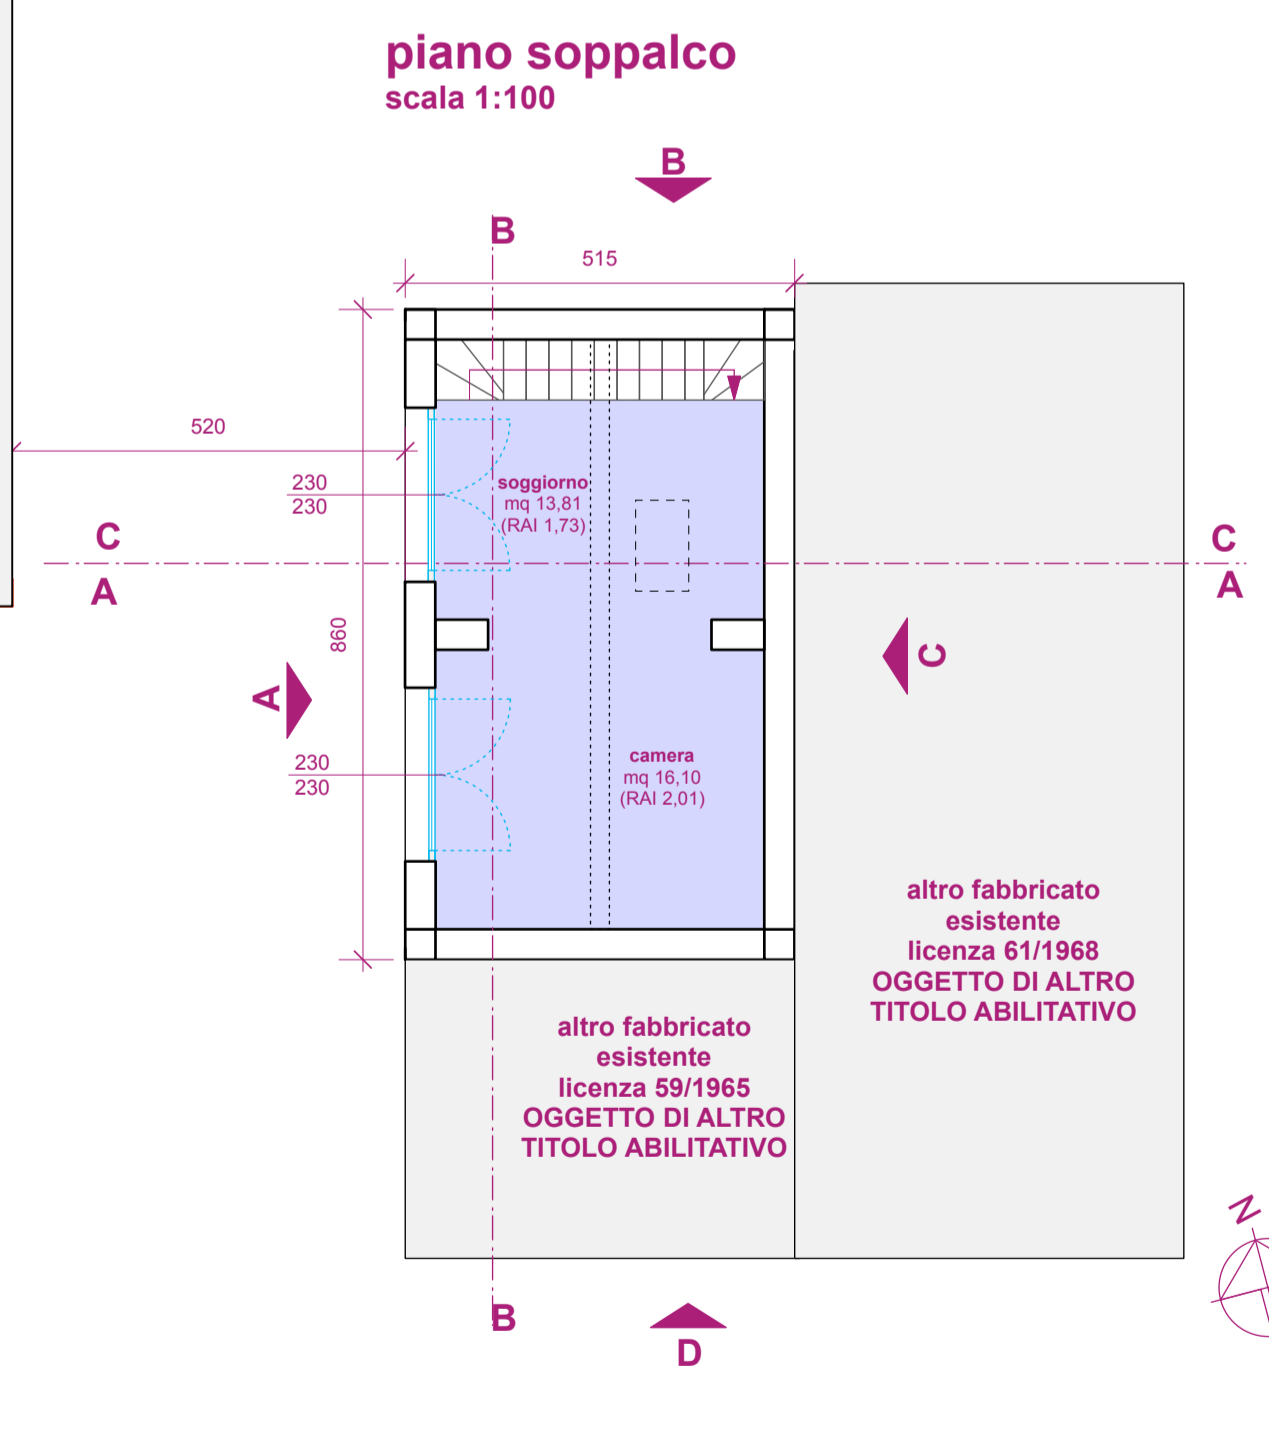 piano soppalco
scala 1:100
B
B
515
520
230
230
soggiorno
mq 13,81
(RAI 1,73)
C
C
A
A
860
C
A
230
230
camera
mq 16,10
(RAI 2,01)
altro fabbricato
esistente
licenza 61/1968
OGGETTO DI ALTRO
TITOLO ABILITATIVO
altro fabbricato
esistente
licenza 59/1965
OGGETTO DI ALTRO
TITOLO ABILITATIVO
N
B
D